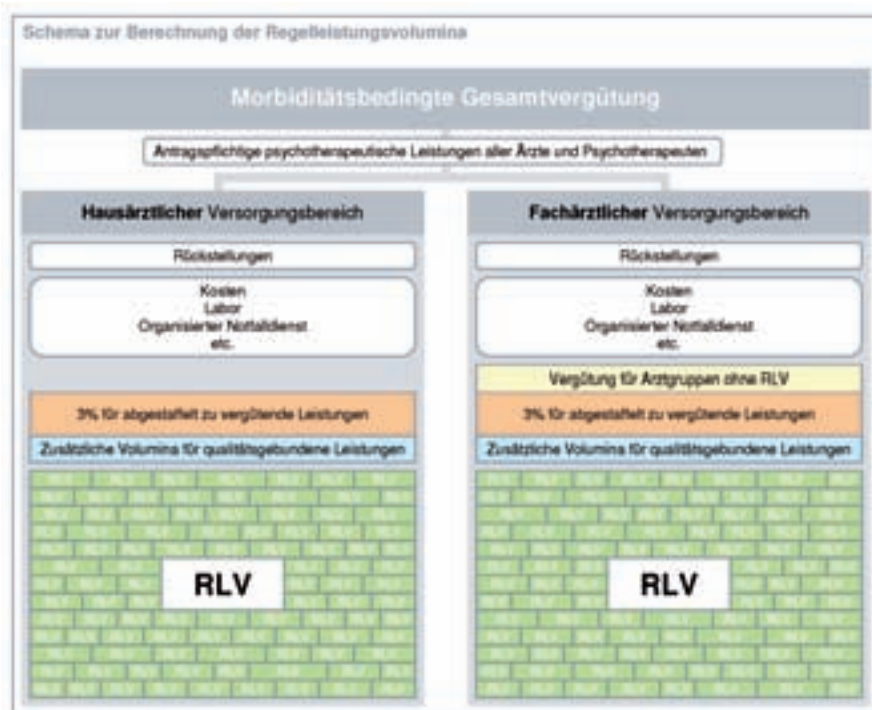 Schema zur Berechnung der Regelleistungsvolumina
Morbiditätsbedingte Gesamtvergütung
Antragspflichtige psychotherapeutische Leistungen aller Ärzte und Psychotherapeuten
Hausärztlicher Versorgungsbereich
Rückstellungen
Kosten
Labor
Organisierter Notfalldienst
etc.
3% für abgestaffelt zu vergütende Leistungen
Zusätzliche Volumina für qualitätsgebundene Leistungen
RLV
Fachärztlicher Versorgungsbereich
Rückstellungen
Kosten
Labor
Organisierter Notfalldienst
etc.
Vergütung für Arztgruppen ohne RLV
3% für abgestaffelt zu vergütende Leistungen
Zusätzliche Volumina für qualitätsgebundene Leistungen
RLV